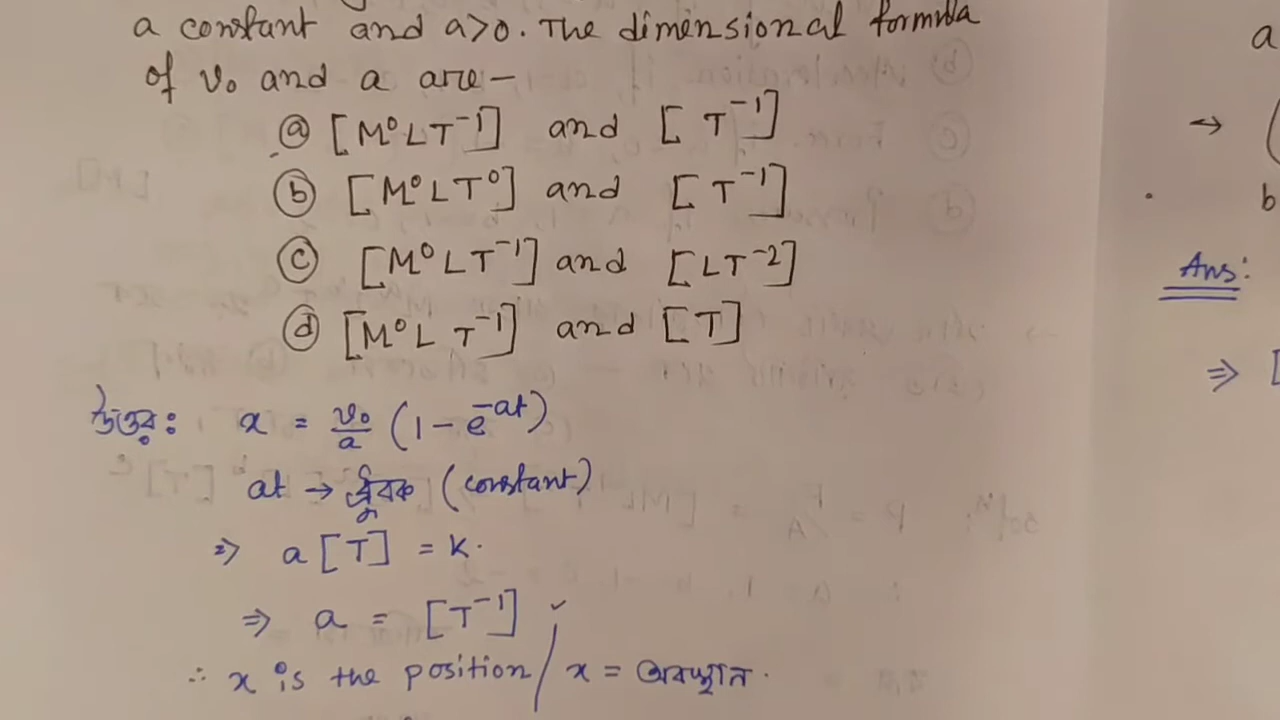 a constant and a>0. The dimensional formula
of v₀ and a are—
ⓐ [M⁰LT⁻¹] and [T⁻¹]
ⓑ [M⁰LT⁰] and [T⁻¹]
ⓒ [M⁰LT⁻¹] and [LT⁻²]
ⓓ [M⁰LT⁻¹] and [T]
উত্তর: x = v₀/a (1 - e^-at)
at → ধ্রুবক (constant)
⇒ a [T] = K.
⇒ a = [T⁻¹] ✓
∴ x is the position / x = অবস্থান.
a
→ (
b
Ans:
⇒ [